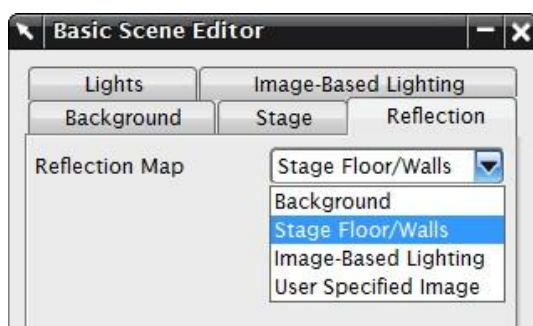 Basic Scene Editor
Lights Image-Based Lighting
Background Stage Reflection
Reflection Map Stage Floor/Walls
Background
Stage Floor/Walls
Image-Based Lighting
User Specified Image